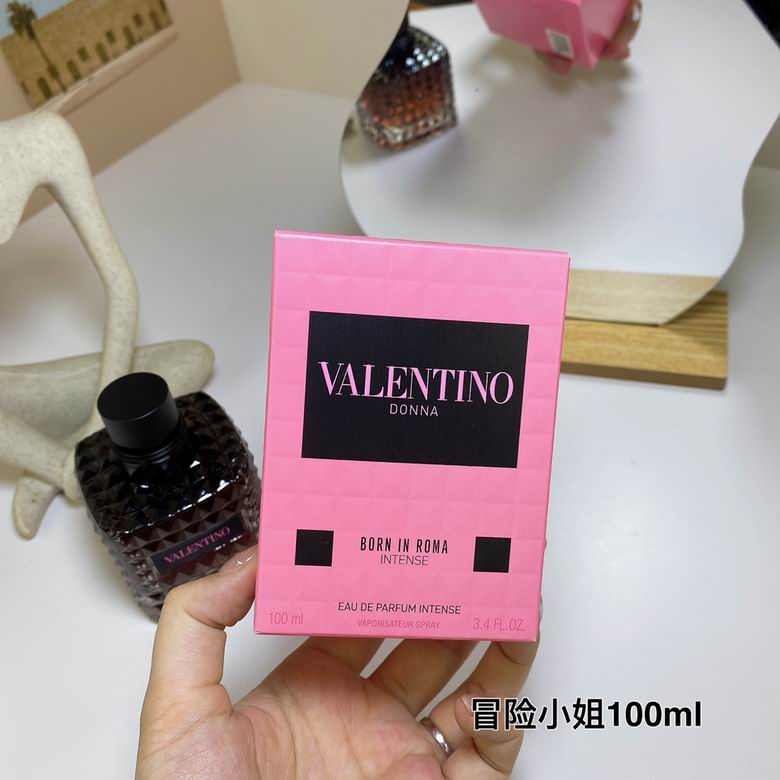 VALENTINO
DONNA
BORN IN ROMA
INTENSE
EAU DE PARFUM INTENSE
100 ml
VAPORISATEUR SPRAY
3.4 FL.OZ.
VALENTINO
冒险小姐100ml